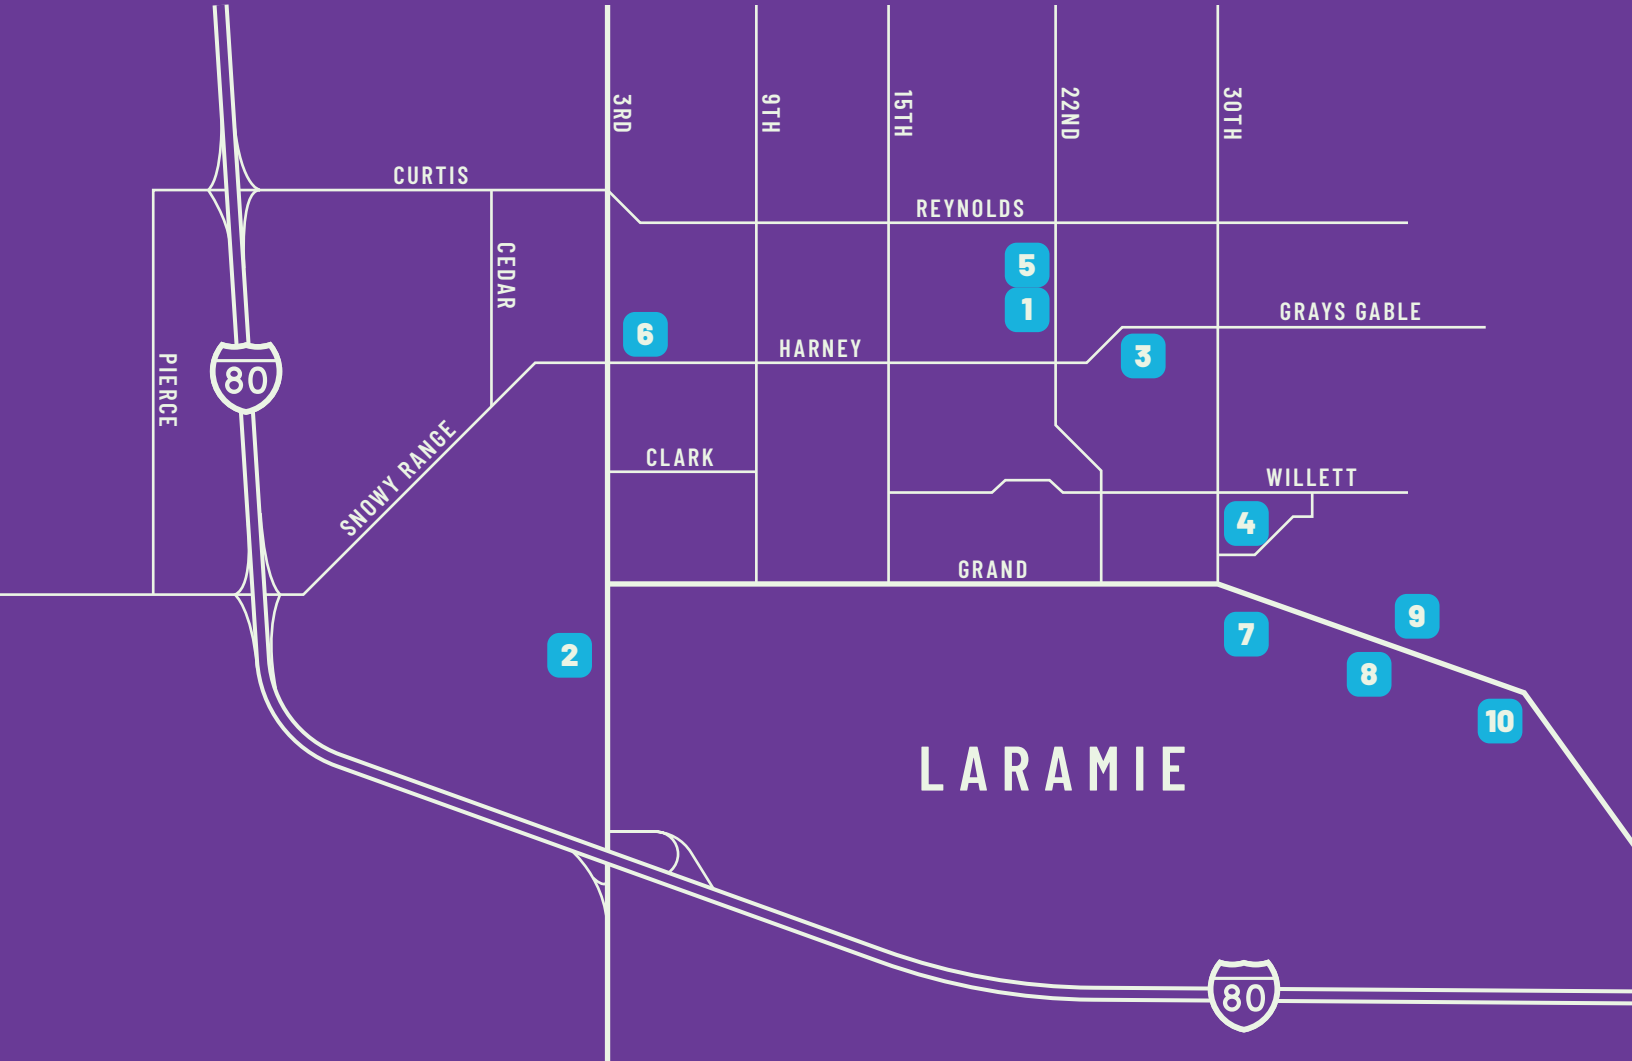 3RD
9TH
15TH
22ND
30TH
CURTIS
REYNOLDS
CEDAR
5
1
GRAYS GABLE
6
HARNEY
3
PIERCE
80
SNOWY RANGE
CLARK
WILLETT
4
GRAND
9
7
2
8
10
LARAMIE
80